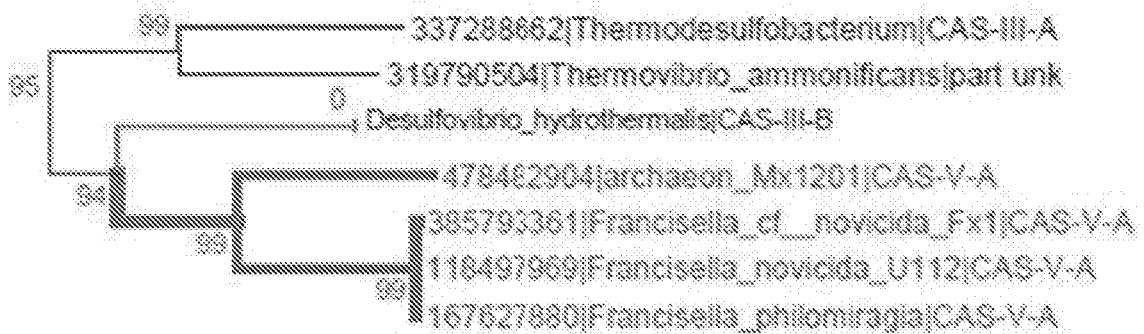 99
337288662|Thermodesulfobacterium|CAS-III-A
95
319790504|Thermovibrio_ammonificans|part unk
0
Desulfovibrio_hydrothermalis|CAS-III-B
94
478482904|archaeon_Mx1201|CAS-V-A
385793361|Francisella_cf__novicida_Fx1|CAS-V-A
99
118497969|Francisella_novicida_U112|CAS-V-A
99
167627880|Francisella_philomiragia|CAS-V-A